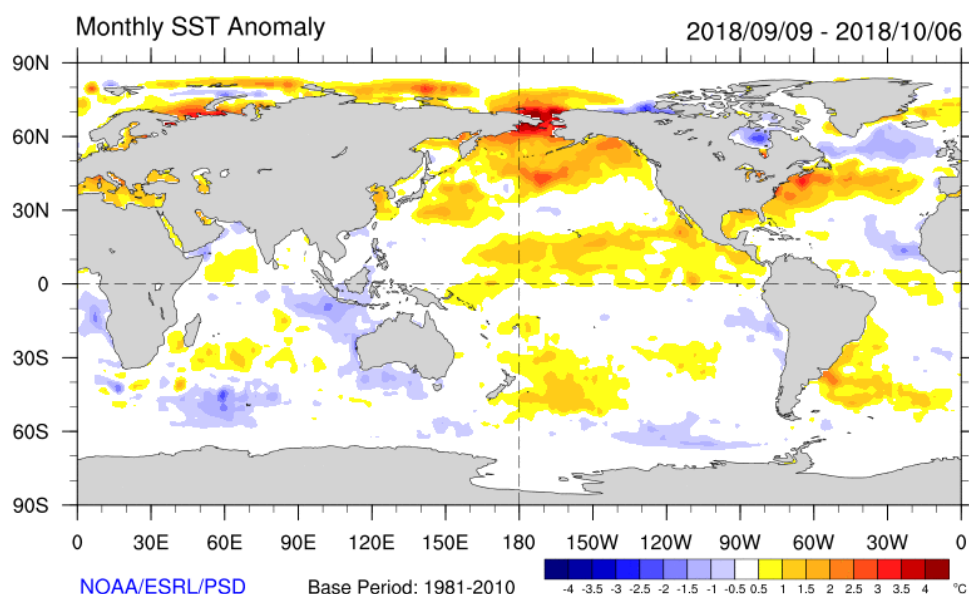 Monthly SST Anomaly 2018/09/09 - 2018/10/06
90N
60N
30N
0
30S
60S
90S
0 30E 60E 90E 120E 150E 180 150W 120W 90W 60W 30W 0
NOAA/ESRL/PSD Base Period: 1981-2010
-4 -3.5 -3 -2.5 -2 -1.5 -1 -0.5 0.5 1 1.5 2 2.5 3 3.5 4 °C